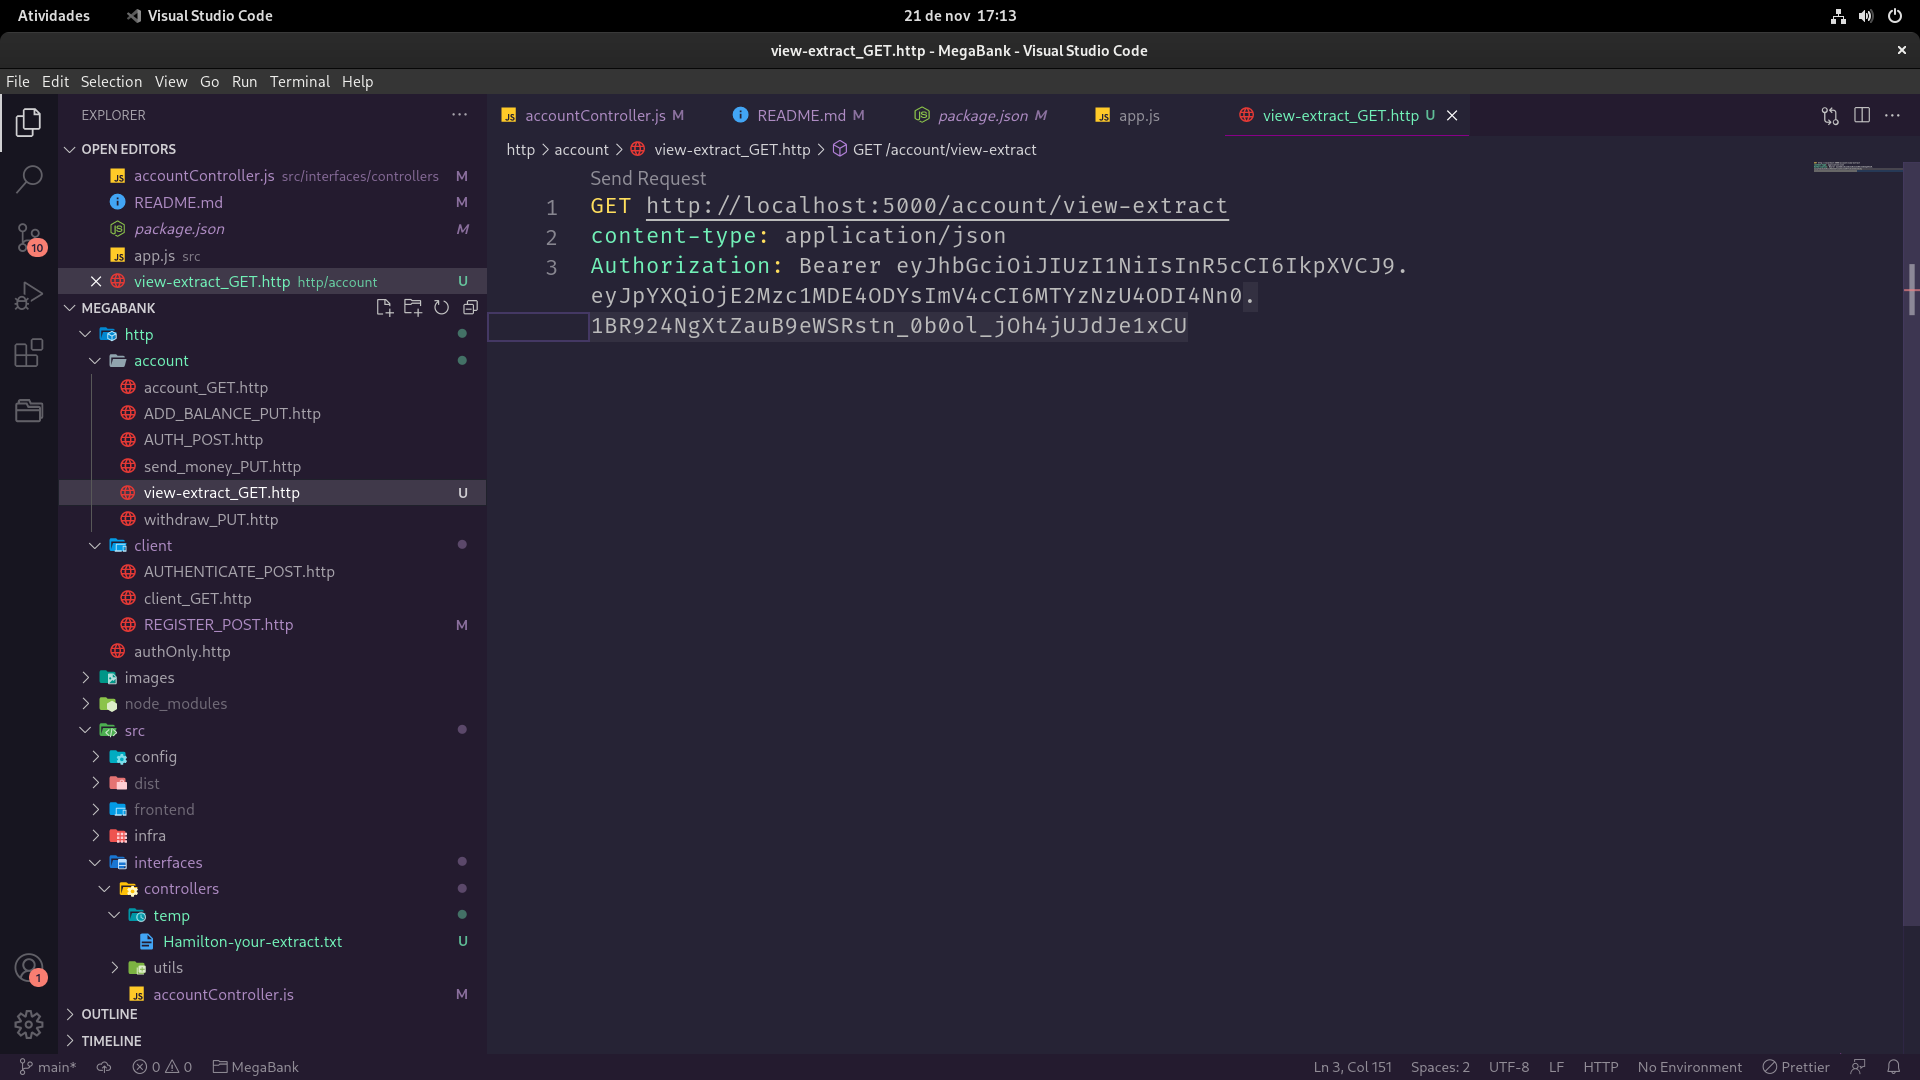 Atividades
Visual Studio Code
21 de nov 17:13
view-extract_GET.http - MegaBank - Visual Studio Code
File Edit Selection View Go Run Terminal Help
EXPLORER
OPEN EDITORS
accountController.js src/interfaces/controllers M
README.md M
package.json M
app.js src
view-extract_GET.http http/account U
MEGABANK
http
account
account_GET.http
ADD_BALANCE_PUT.http
AUTH_POST.http
send_money_PUT.http
view-extract_GET.http U
withdraw_PUT.http
client
AUTHENTICATE_POST.http
client_GET.http
REGISTER_POST.http M
authOnly.http
images
node_modules
src
config
dist
frontend
infra
interfaces
controllers
temp
Hamilton-your-extract.txt U
utils
accountController.js M
OUTLINE
TIMELINE
10
1
accountController.js M
README.md M
package.json M
app.js
view-extract_GET.http U
http > account > view-extract_GET.http > GET /account/view-extract
Send Request
1 GET http://localhost:5000/account/view-extract
2 content-type: application/json
3 Authorization: Bearer eyJhbGciOiJIUzI1NiIsInR5cCI6IkpXVCJ9.
eyJpYXQiOjE2Mzc1MDE4ODYsImV4cCI6MTYzNzU4ODI4Nn0.
1BR924NgXtZauB9eWSRstn_0b0ol_jOh4jUJdJe1xCU
main* 0 0 MegaBank
Ln 3, Col 151 Spaces: 2 UTF-8 LF HTTP No Environment Prettier